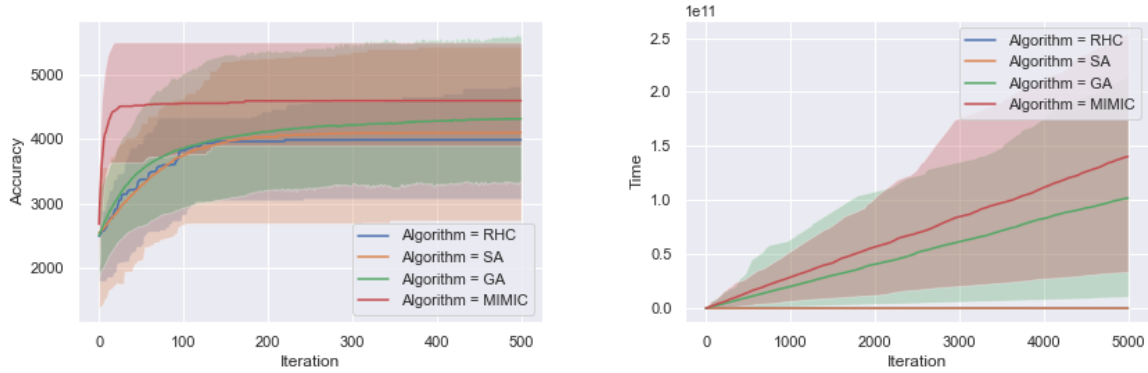 5000
4000
3000
2000
Accuracy
0
100
200
300
400
500
Iteration
Algorithm = RHC
Algorithm = SA
Algorithm = GA
Algorithm = MIMIC
1e11
2.5
2.0
1.5
1.0
0.5
0.0
Time
0
1000
2000
3000
4000
5000
Iteration
Algorithm = RHC
Algorithm = SA
Algorithm = GA
Algorithm = MIMIC